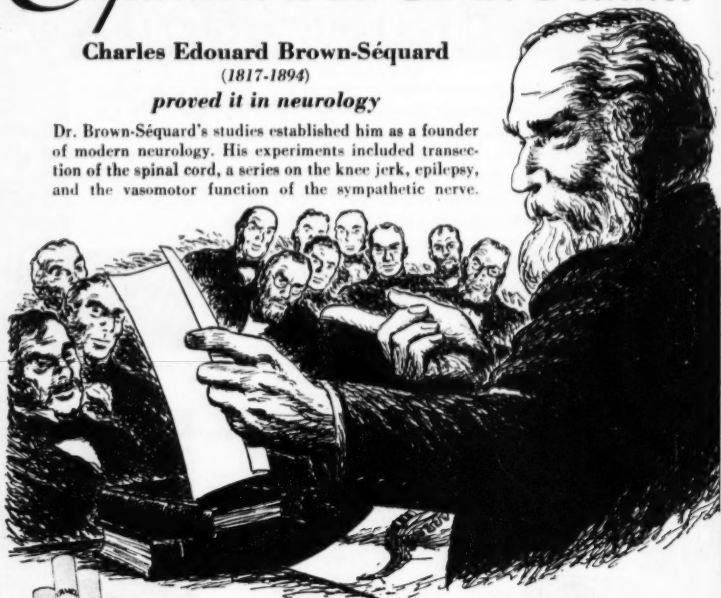 Charles Edouard Brown-Séquard
(1817-1894)
proved it in neurology
Dr. Brown-Séquard's studies established him as a founder
of modern neurology. His experiments included transec-
tion of the spinal cord, a series on the knee jerk, epilepsy,
and the vasomotor function of the sympathetic nerve.